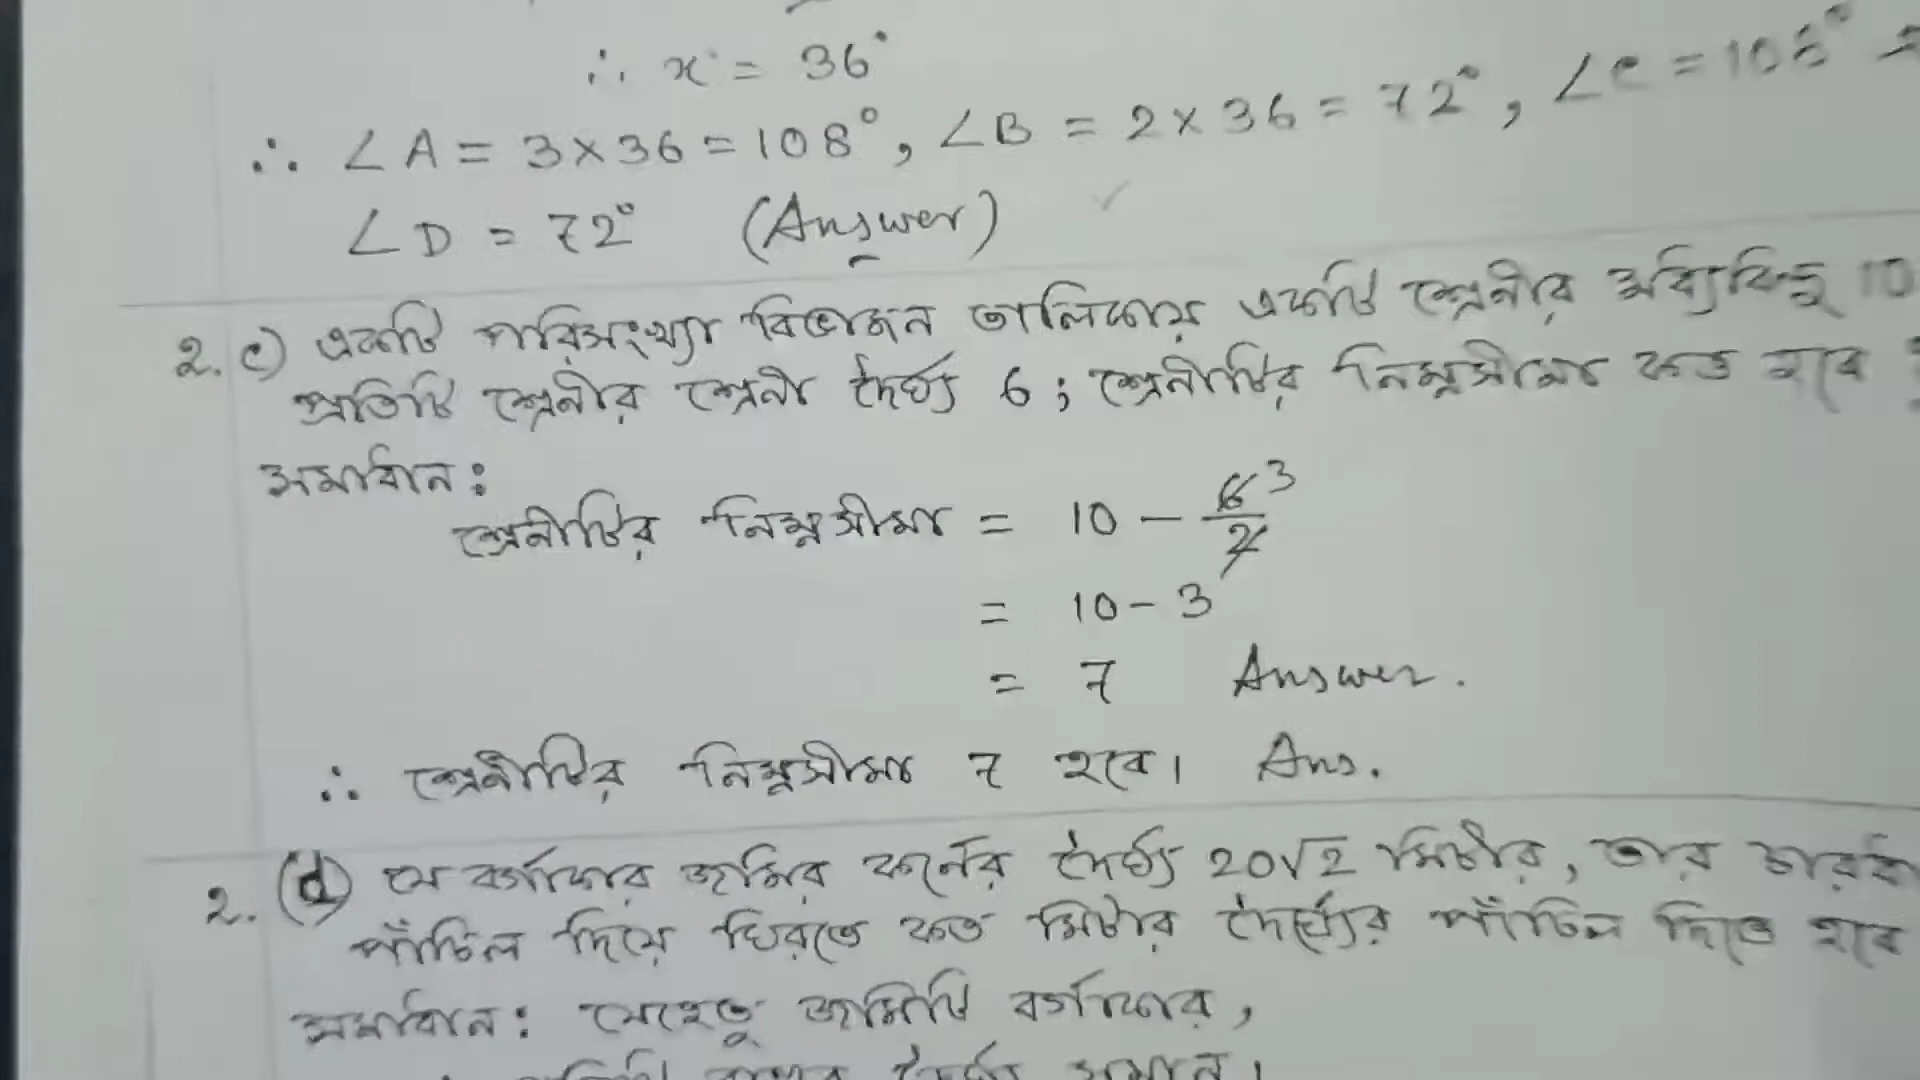 ∴ x = 36°
∴ ∠A = 3×36 = 108°, ∠B = 2×36 = 72°, ∠C = 108°
∠D = 72° (Answer)
2. c) একটি পরিসংখ্যা বিভাজন তালিকায় একটি শ্রেনীর মধ্যবিন্দু 10
প্রতিটি শ্রেনীর শ্রেনী দৈর্ঘ্য 6; শ্রেনীটির নিম্নসীমা কত হবে ?
সমাধান:
শ্রেনীটির নিম্নসীমা = 10 - 6/2 3
= 10 - 3
= 7 Answer.
∴ শ্রেনীটির নিম্নসীমা 7 হবে। Ans.
2. (d) যে বর্গাকার জমির কর্নের দৈর্ঘ্য 20√2 মিটার, তার
পাঁচিল দিয়ে ঘিরতে কত মিটার দৈর্ঘ্যের পাঁচিল দিতে হবে
সমাধান: যেহেতু জমিটি বর্গাকার,
দৈর্ঘ্য সমান।